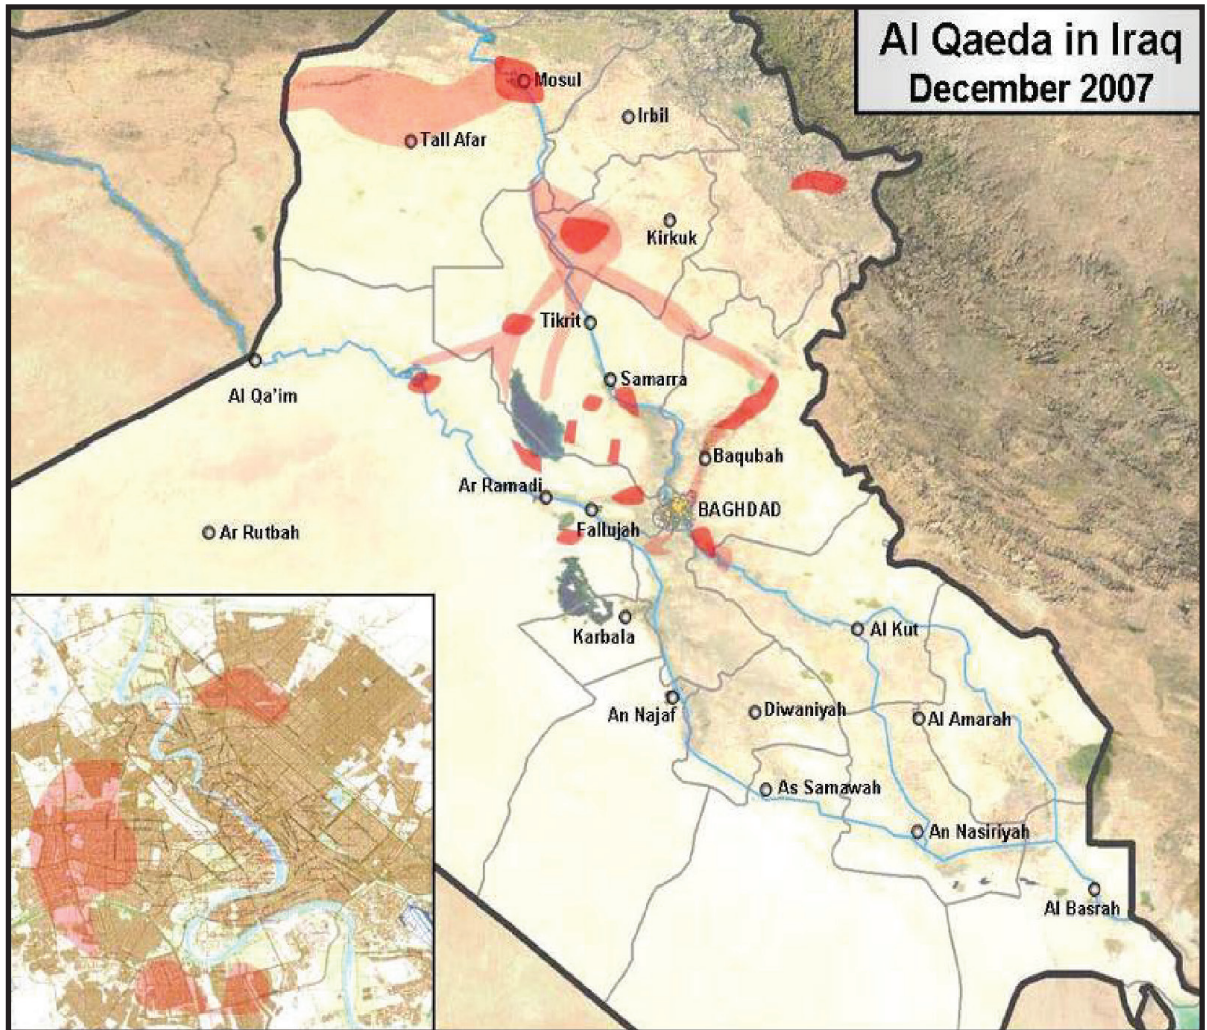 Al Qaeda in Iraq
December 2007
Mosul
Irbil
Tall Afar
Kirkuk
Tikrit
Al Qa'im
Samarra
Baqubah
Ar Ramadi
BAGHDAD
Fallujah
Ar Rutbah
Karbala
Al Kut
An Najaf
Diwaniyah
Al Amarah
As Samawah
An Nasiriyah
Al Basrah